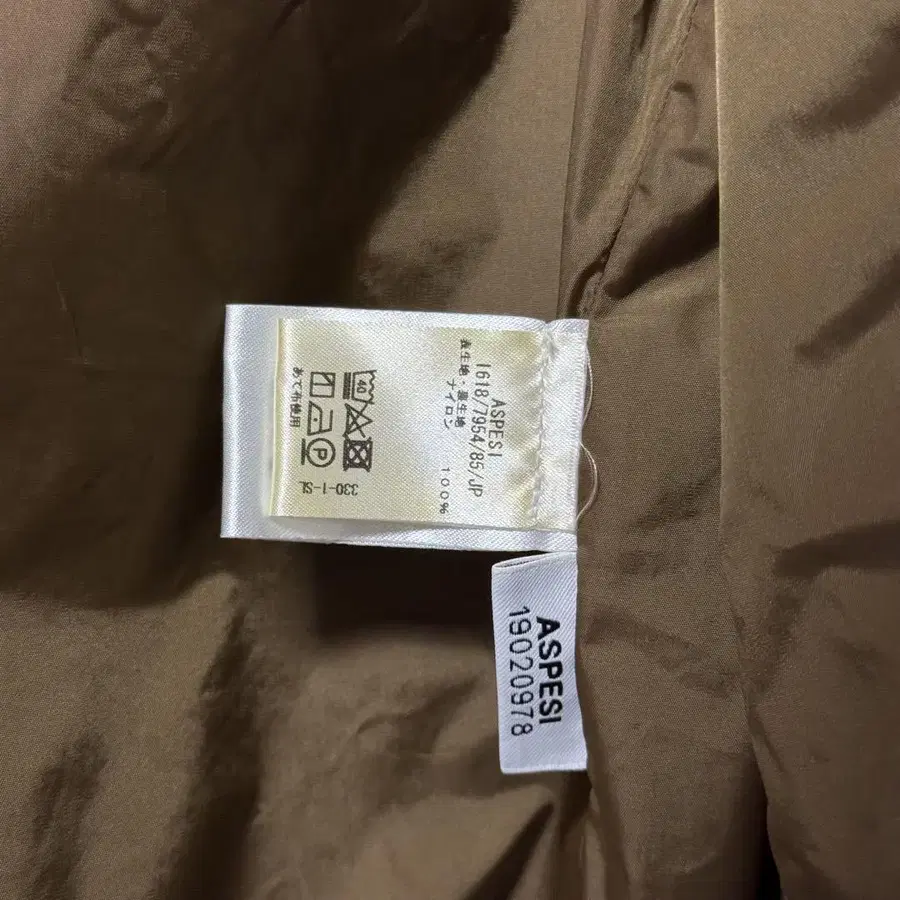 ASPESI
1618/7954/85/JP
表生地・裏生地
ナイロン 100%
40
P
あて布使用
330-1-SL
ASPESI
19020978